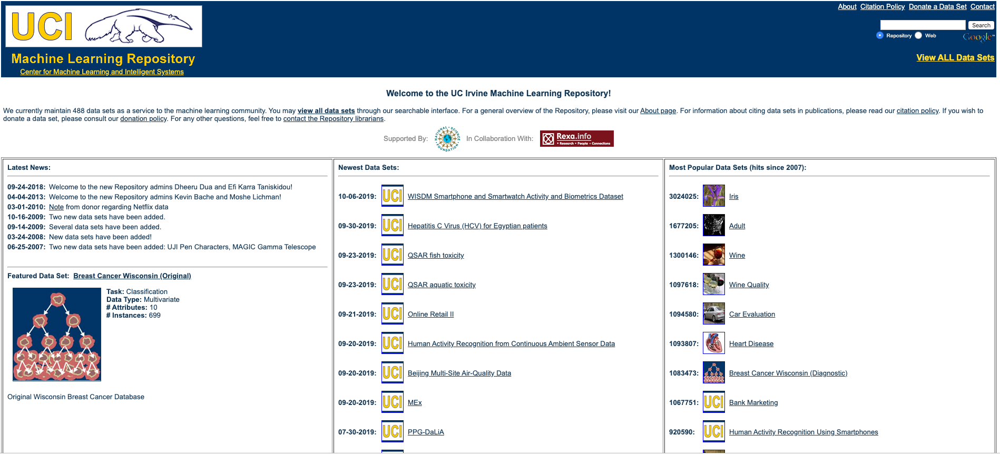 UCI
Machine Learning Repository
Center for Machine Learning and Intelligent Systems
About Citation Policy Donate a Data Set Contact
Search
Repository Web Google™
View ALL Data Sets
Welcome to the UC Irvine Machine Learning Repository!
We currently maintain 488 data sets as a service to the machine learning community. You may view all data sets through our searchable interface. For a general overview of the Repository, please visit our About page. For information about citing data sets in publications, please read our citation policy. If you wish to
donate a data set, please consult our donation policy. For any other questions, feel free to contact the Repository librarians.
Supported By: NATIONAL SCIENCE FOUNDATION In Collaboration With: Rexa.info
• Research • People • Connections
Latest News:
09-24-2018: Welcome to the new Repository admins Dheeru Dua and Efi Karra Taniskidou!
04-04-2013: Welcome to the new Repository admins Kevin Bache and Moshe Lichman!
03-01-2010: Note from donor regarding Netflix data
10-16-2009: Two new data sets have been added.
09-14-2009: Several data sets have been added.
03-24-2008: New data sets have been added!
06-25-2007: Two new data sets have been added: UJI Pen Characters, MAGIC Gamma Telescope
Featured Data Set: Breast Cancer Wisconsin (Original)
Task: Classification
Data Type: Multivariate
# Attributes: 10
# Instances: 699
Original Wisconsin Breast Cancer Database
Newest Data Sets:
10-06-2019: UCI WISDM Smartphone and Smartwatch Activity and Biometrics Dataset
09-30-2019: UCI Hepatitis C Virus (HCV) for Egyptian patients
09-23-2019: UCI QSAR fish toxicity
09-23-2019: UCI QSAR aquatic toxicity
09-21-2019: UCI Online Retail II
09-20-2019: UCI Human Activity Recognition from Continuous Ambient Sensor Data
09-20-2019: UCI Beijing Multi-Site Air-Quality Data
09-20-2019: UCI MEx
07-30-2019: UCI PPG-DaLiA
Most Popular Data Sets (hits since 2007):
3024025: Iris
1677205: Adult
1300146: Wine
1097618: Wine Quality
1094580: Car Evaluation
1093807: Heart Disease
1083473: Breast Cancer Wisconsin (Diagnostic)
1067751: UCI Bank Marketing
920590: UCI Human Activity Recognition Using Smartphones